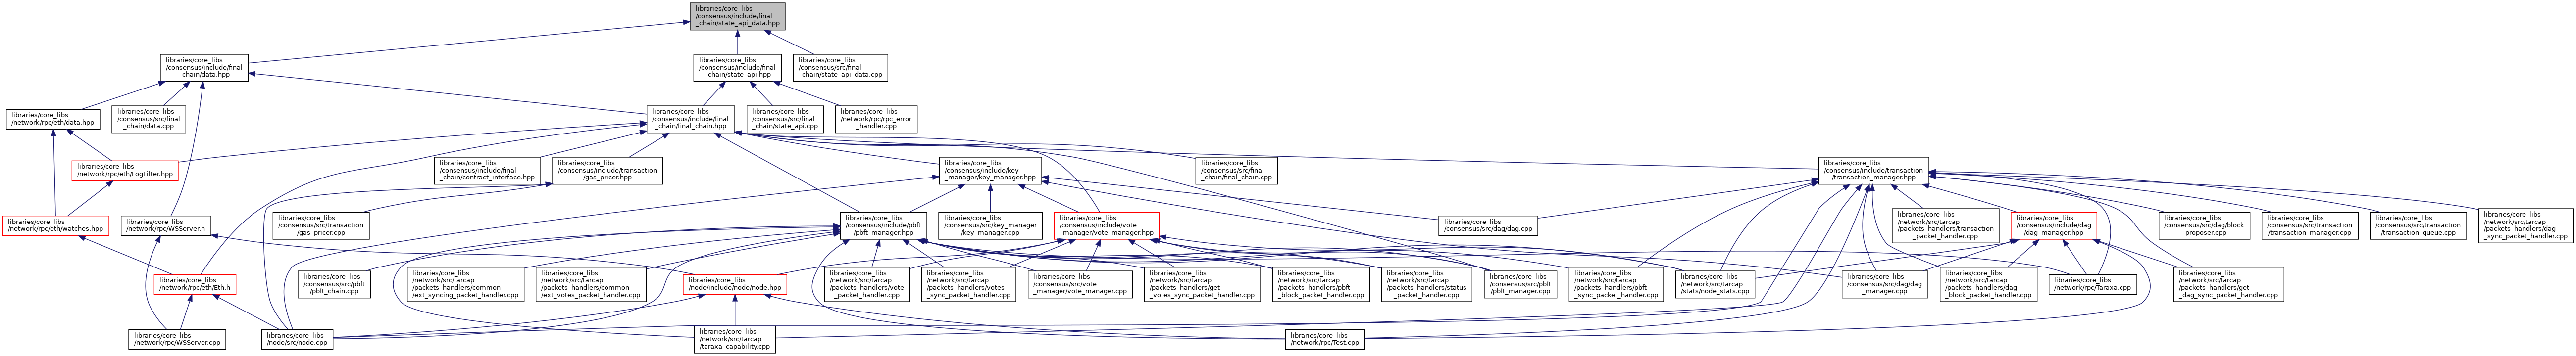 libraries/core_libs
/consensus/include/final
_chain/state_api_data.hpp
libraries/core_libs
/consensus/include/final
_chain/data.hpp
libraries/core_libs
/consensus/include/final
_chain/state_api.hpp
libraries/core_libs
/consensus/src/final
_chain/state_api_data.cpp
libraries/core_libs
/network/rpc/eth/data.hpp
libraries/core_libs
/consensus/src/final
_chain/data.cpp
libraries/core_libs
/consensus/include/final
_chain/final_chain.hpp
libraries/core_libs
/consensus/src/final
_chain/state_api.cpp
libraries/core_libs
/network/rpc/rpc_error
_handler.cpp
libraries/core_libs
/network/rpc/eth/LogFilter.hpp
libraries/core_libs
/consensus/include/final
_chain/contract_interface.hpp
libraries/core_libs
/consensus/include/transaction
/gas_pricer.hpp
libraries/core_libs
/consensus/include/key
_manager/key_manager.hpp
libraries/core_libs
/consensus/src/final
_chain/final_chain.cpp
libraries/core_libs
/consensus/include/transaction
/transaction_manager.hpp
libraries/core_libs
/network/rpc/eth/watches.hpp
libraries/core_libs
/network/rpc/WSServer.h
libraries/core_libs
/consensus/src/transaction
/gas_pricer.cpp
libraries/core_libs
/consensus/include/pbft
/pbft_manager.hpp
libraries/core_libs
/consensus/src/key_manager
/key_manager.cpp
libraries/core_libs
/consensus/include/vote
_manager/vote_manager.hpp
libraries/core_libs
/consensus/src/dag/dag.cpp
libraries/core_libs
/network/src/tarcap
/packets_handlers/transaction
_packet_handler.cpp
libraries/core_libs
/consensus/include/dag
/dag_manager.hpp
libraries/core_libs
/consensus/src/dag/block
_proposer.cpp
libraries/core_libs
/consensus/src/transaction
/transaction_manager.cpp
libraries/core_libs
/consensus/src/transaction
/transaction_queue.cpp
libraries/core_libs
/network/src/tarcap
/packets_handlers/dag
_sync_packet_handler.cpp
libraries/core_libs
/network/rpc/eth/Eth.h
libraries/core_libs
/consensus/src/pbft
/pbft_chain.cpp
libraries/core_libs
/network/src/tarcap
/packets_handlers/common
/ext_syncing_packet_handler.cpp
libraries/core_libs
/network/src/tarcap
/packets_handlers/common
/ext_votes_packet_handler.cpp
libraries/core_libs
/node/include/node/node.hpp
libraries/core_libs
/network/src/tarcap
/packets_handlers/vote
_packet_handler.cpp
libraries/core_libs
/network/src/tarcap
/packets_handlers/votes
_sync_packet_handler.cpp
libraries/core_libs
/consensus/src/vote
_manager/vote_manager.cpp
libraries/core_libs
/network/src/tarcap
/packets_handlers/get
_votes_sync_packet_handler.cpp
libraries/core_libs
/network/src/tarcap
/packets_handlers/pbft
_block_packet_handler.cpp
libraries/core_libs
/network/src/tarcap
/packets_handlers/status
_packet_handler.cpp
libraries/core_libs
/consensus/src/pbft
/pbft_manager.cpp
libraries/core_libs
/network/src/tarcap
/packets_handlers/pbft
_sync_packet_handler.cpp
libraries/core_libs
/network/src/tarcap
/stats/node_stats.cpp
libraries/core_libs
/consensus/src/dag/dag
_manager.cpp
libraries/core_libs
/network/src/tarcap
/packets_handlers/dag
_block_packet_handler.cpp
libraries/core_libs
/network/rpc/Taraxa.cpp
libraries/core_libs
/network/src/tarcap
/packets_handlers/get
_dag_sync_packet_handler.cpp
libraries/core_libs
/network/rpc/WSServer.cpp
libraries/core_libs
/node/src/node.cpp
libraries/core_libs
/network/src/tarcap
/taraxa_capability.cpp
libraries/core_libs
/network/rpc/Test.cpp